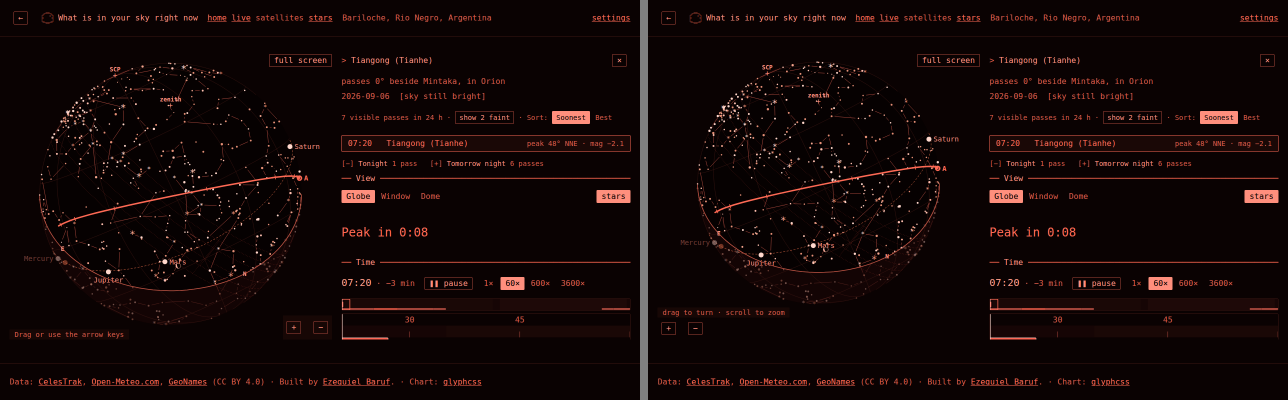 ← What is in your sky right now home live satellites stars Bariloche, Rio Negro, Argentina settings
full screen
> Tiangong (Tianhe) ×
passes 0° beside Mintaka, in Orion
2026-09-06 [sky still bright]
7 visible passes in 24 h · show 2 faint · Sort: Soonest Best
07:20 Tiangong (Tianhe) peak 48° NNE · mag −2.1
[−] Tonight 1 pass [+] Tomorrow night 6 passes
View
Globe Window Dome stars
Peak in 0:08
Time
07:20 · −3 min ❚❚ pause 1× 60× 600× 3600×
30 45
SCP
zenith
Saturn
A
E
Mercury
Mars
N
Jupiter
+ −
Drag or use the arrow keys
Data: CelesTrak, Open-Meteo.com, GeoNames (CC BY 4.0) · Built by Ezequiel Baruf. · Chart: glyphcss
← What is in your sky right now home live satellites stars Bariloche, Rio Negro, Argentina settings
full screen
> Tiangong (Tianhe) ×
passes 0° beside Mintaka, in Orion
2026-09-06 [sky still bright]
7 visible passes in 24 h · show 2 faint · Sort: Soonest Best
07:20 Tiangong (Tianhe) peak 48° NNE · mag −2.1
[−] Tonight 1 pass [+] Tomorrow night 6 passes
View
Globe Window Dome stars
Peak in 0:08
Time
07:20 · −3 min ❚❚ pause 1× 60× 600× 3600×
30 45
SCP
zenith
Saturn
A
E
Mercury
Mars
N
Jupiter
drag to turn · scroll to zoom
+ −
Data: CelesTrak, Open-Meteo.com, GeoNames (CC BY 4.0) · Built by Ezequiel Baruf. · Chart: glyphcss